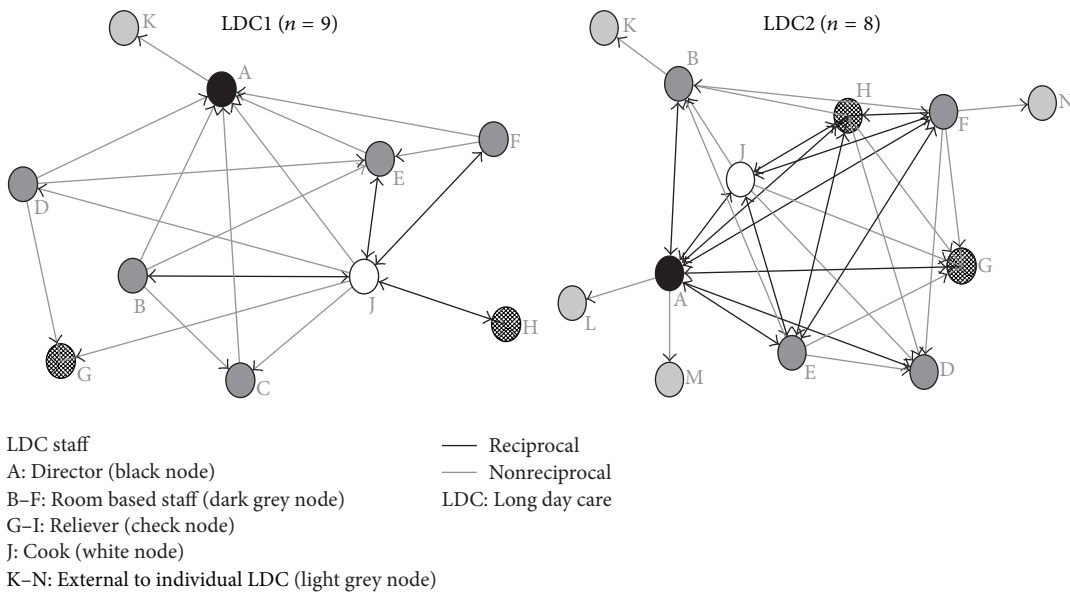 LDC1 (n = 9)
K
A
F
E
D
B
J
H
G
C
LDC2 (n = 8)
K
B
H
N
F
J
G
A
L
E
D
M
LDC staff
A: Director (black node)
B–F: Room based staff (dark grey node)
G–I: Reliever (check node)
J: Cook (white node)
K–N: External to individual LDC (light grey node)
Reciprocal
Nonreciprocal
LDC: Long day care